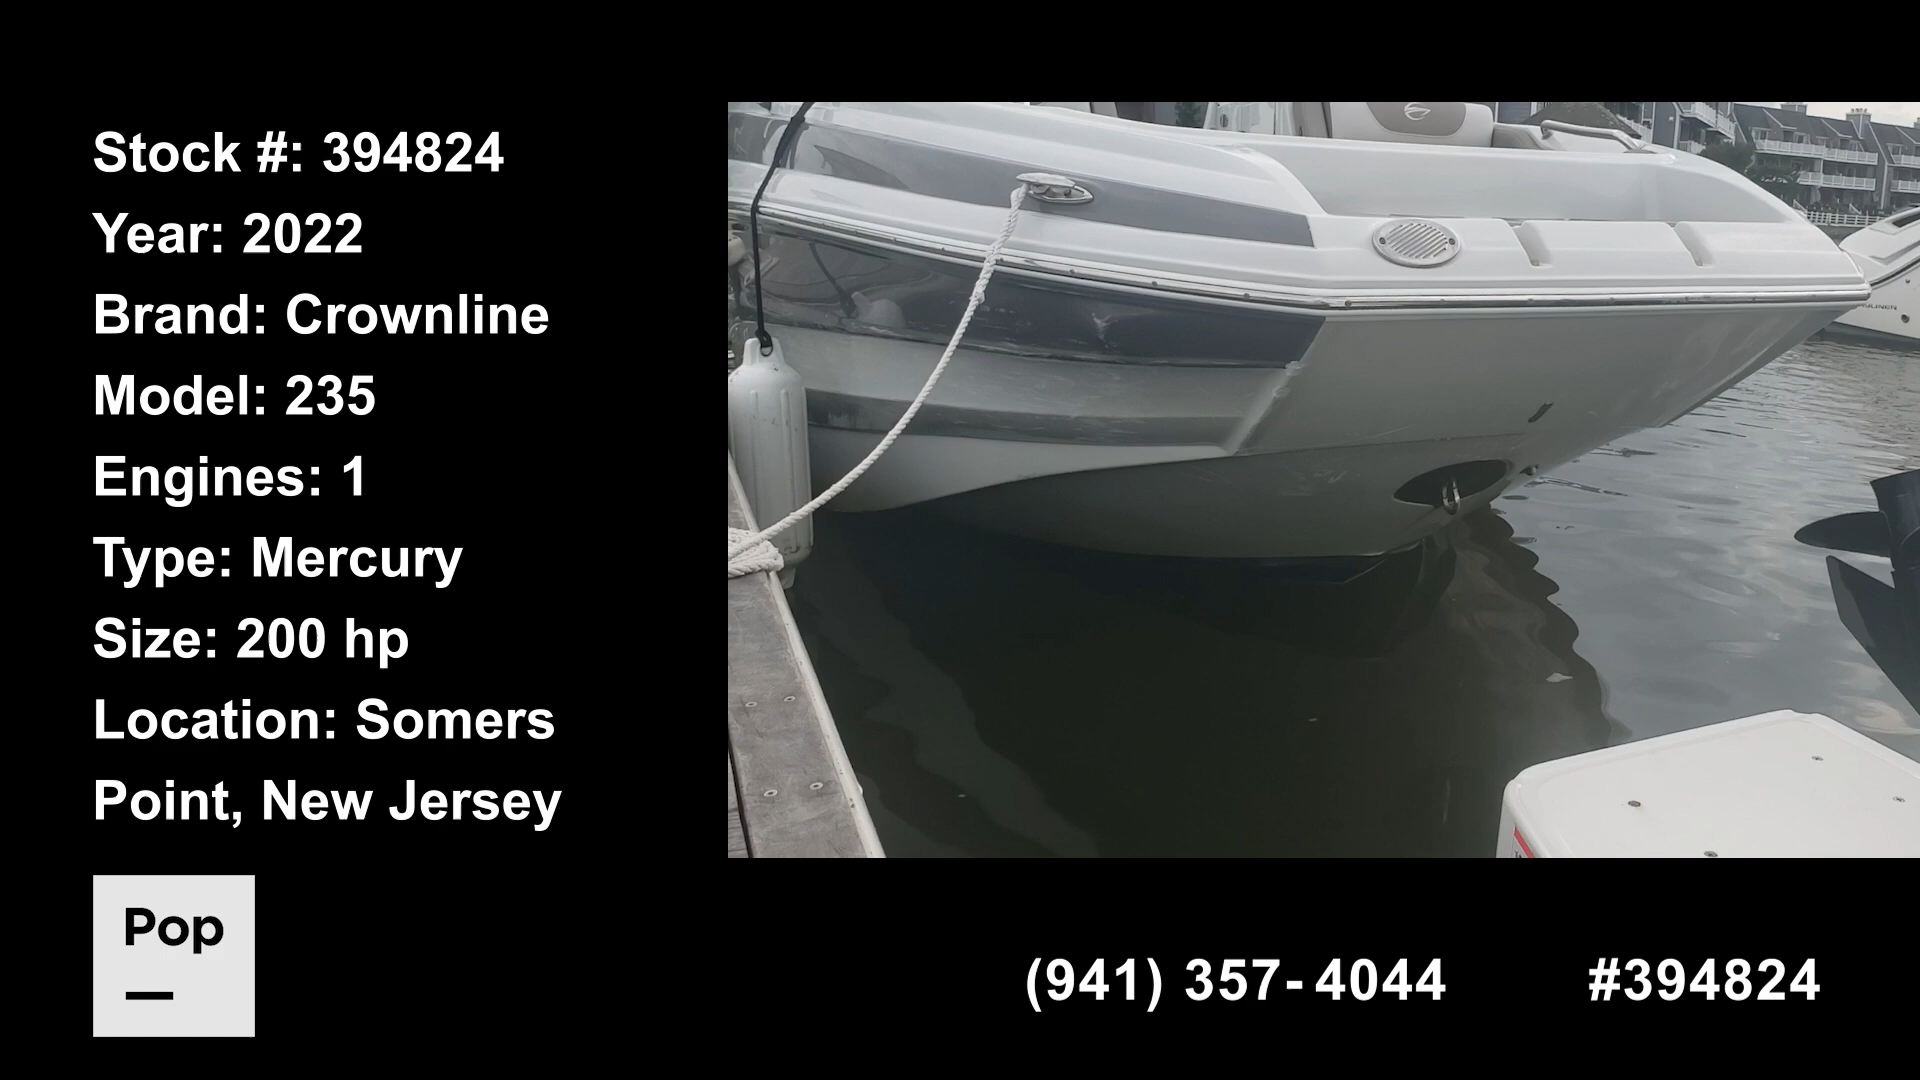 Stock #: 394824
Year: 2022
Brand: Crownline
Model: 235
Engines: 1
Type: Mercury
Size: 200 hp
Location: Somers
Point, New Jersey
Pop
(941) 357-4044
#394824